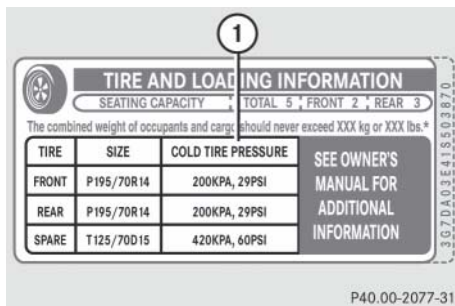 1
TIRE AND LOADING INFORMATION
SEATING CAPACITY TOTAL 5 FRONT 2 REAR 3
The combined weight of occupants and cargo should never exceed XXX kg or XXX lbs.*
TIRE SIZE COLD TIRE PRESSURE
FRONT P195/70R14 200KPA, 29PSI
REAR P195/70R14 200KPA, 29PSI
SPARE T125/70D15 420KPA, 60PSI
SEE OWNER'S
MANUAL FOR
ADDITIONAL
INFORMATION
3G7DA03E41S503870
P40.00-2077-31